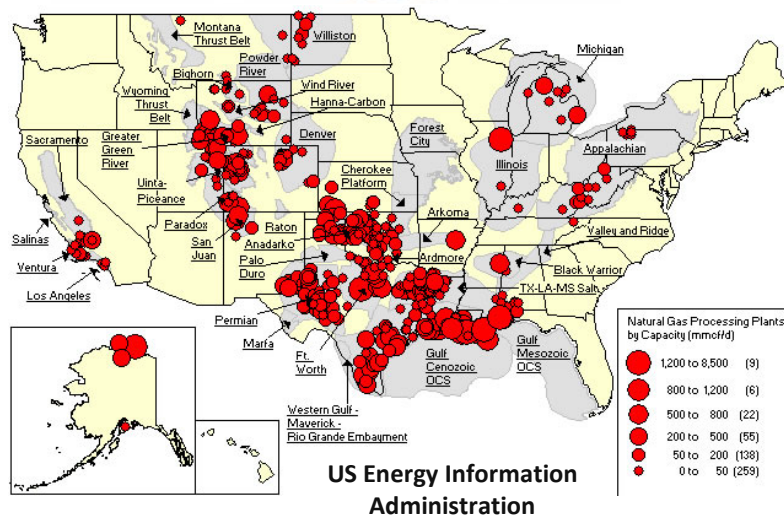 Montana
Thrust Belt
Williston
Powder
River
Bighorn
Wind River
Wyoming
Thrust
Belt
Hanna-Carbon
Michigan
Sacramento
Greater
Green
River
Denver
Forest
City
Illinois
Appalachian
Uinta-
Piceance
Cherokee
Platform
Paradox
San
Juan
Raton
Anadarko
Arkoma
Salinas
Ventura
Los Angeles
Palo
Duro
Ardmore
Valley and Ridge
Black Warrior
TX-LA-MS Salt
Permian
Marfa
Ft.
Worth
Gulf
Cenozoic
OCS
Gulf
Mesozoic
OCS
Western Gulf -
Maverick -
Rio Grande Embayment
Natural Gas Processing Plants
by Capacity (mmcf/d)
1,200 to 8,500 (9)
800 to 1,200 (6)
500 to 800 (22)
200 to 500 (55)
50 to 200 (138)
0 to 50 (259)
US Energy Information
Administration